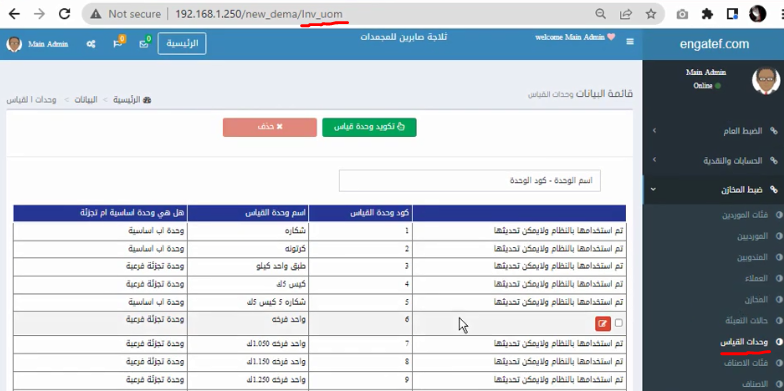 Not secure | 192.168.1.250/new_dema/Inv_uom
Main Admin
0
0
الرئيسية
ثلاجة صابرين للمجمدات
welcome Main Admin
engatef.com
Main Admin
Online
الضبط العام
الحسابات والنقدية
ضبط المخازن
فئات الموردين
الموردين
المندوبين
العملاء
المخازن
حالات التعبئة
وحدات القياس
فئات الاصناف
الاصناف
قائمة البيانات وحدات القياس
الرئيسية > البيانات > وحدات القياس
تكويد وحدة قياس
حذف
اسم الوحدة - كود الوحدة
كود وحدة القياس اسم وحدة القياس هل هي وحدة اساسية ام تجزئة
تم استخدامها بالنظام ولايمكن تحديثها 1 شكاره وحدة اب اساسية
تم استخدامها بالنظام ولايمكن تحديثها 2 كرتونه وحدة اب اساسية
تم استخدامها بالنظام ولايمكن تحديثها 3 طبق واحد كيلو وحدة تجزئة فرعية
تم استخدامها بالنظام ولايمكن تحديثها 4 كيس 5ك وحدة تجزئة فرعية
تم استخدامها بالنظام ولايمكن تحديثها 5 شكاره 5 كيس 5ك وحدة اب اساسية
6 واحد فرخه وحدة تجزئة فرعية
تم استخدامها بالنظام ولايمكن تحديثها 7 واحد فرخه 1.050ك وحدة تجزئة فرعية
تم استخدامها بالنظام ولايمكن تحديثها 8 واحد فرخه 1.150ك وحدة تجزئة فرعية
تم استخدامها بالنظام ولايمكن تحديثها 9 واحد فرخه 1.250ك وحدة تجزئة فرعية